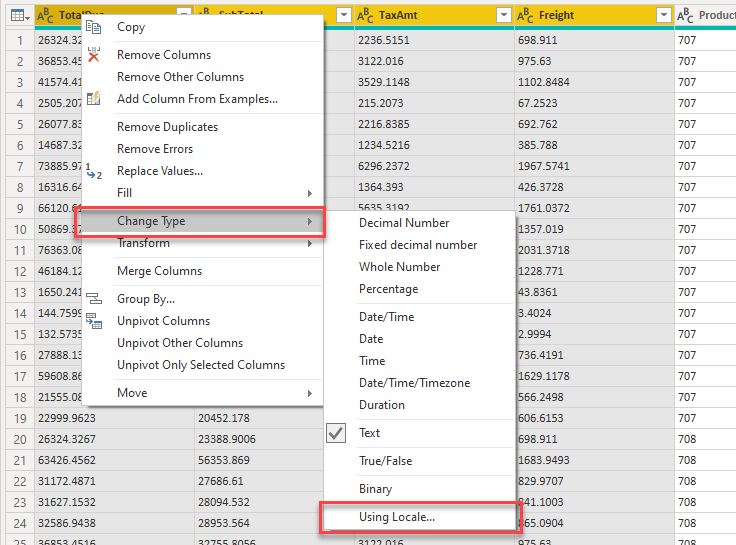 ABC TotalDue ABC SubTotal ABC TaxAmt ABC Freight ABC Product
1 26324.32 2236.5151 698.911 707
2 36853.45 3122.016 975.63 707
3 41574.41 3529.1148 1102.8484 707
4 2505.207 215.2073 67.2523 707
5 26077.83 2216.8385 692.762 707
6 14687.32 1234.5216 385.788 707
7 73885.97 6296.2372 1967.5741 707
8 16316.64 1364.393 426.3728 707
9 66120.61 5635.3192 1761.0372 707
10 50869.37 1357.019 707
11 76363.08 2031.3718 707
12 46184.12 1228.771 707
13 1650.241 43.8361 707
14 144.7599 3.4024 707
15 132.5735 2.9994 707
16 27888.13 736.4191 707
17 59608.86 1629.1178 707
18 21555.08 566.2498 707
19 22999.9623 20452.178 606.6153 707
20 26324.3267 23388.9006 698.911 708
21 63426.4562 56353.869 1683.9493 708
22 31172.4871 27686.61 829.9707 708
23 31627.1532 28094.532 841.1003 708
24 32586.9438 28953.564 865.0904 708
25 36853.4516 32755.8056 3122.016 975.63 708
Copy
Remove Columns
Remove Other Columns
Add Column From Examples...
Remove Duplicates
Remove Errors
1 2 Replace Values...
Fill
Change Type
Transform
Merge Columns
Group By...
Unpivot Columns
Unpivot Other Columns
Unpivot Only Selected Columns
Move
Decimal Number
Fixed decimal number
Whole Number
Percentage
Date/Time
Date
Time
Date/Time/Timezone
Duration
Text
True/False
Binary
Using Locale...